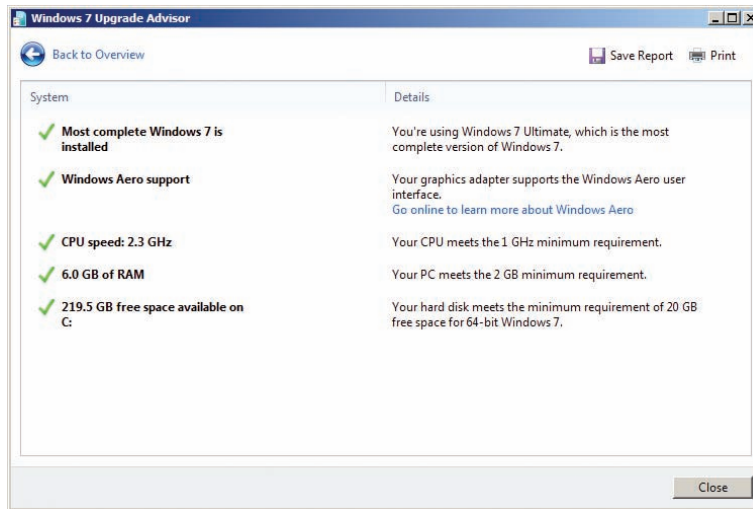 Windows 7 Upgrade Advisor
Back to Overview
Save Report
Print
System
Details
Most complete Windows 7 is
installed
You're using Windows 7 Ultimate, which is the most
complete version of Windows 7.
Windows Aero support
Your graphics adapter supports the Windows Aero user
interface.
Go online to learn more about Windows Aero
CPU speed: 2.3 GHz
Your CPU meets the 1 GHz minimum requirement.
6.0 GB of RAM
Your PC meets the 2 GB minimum requirement.
219.5 GB free space available on
C:
Your hard disk meets the minimum requirement of 20 GB
free space for 64-bit Windows 7.
Close